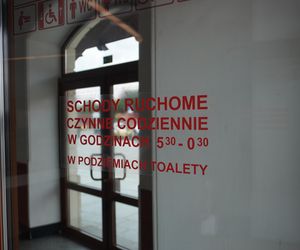 SCHODY RUCHOME
CZYNNE CODZIENNIE
W GODZINACH 5³⁰-0³⁰
W PODZIEMIACH TOALETY